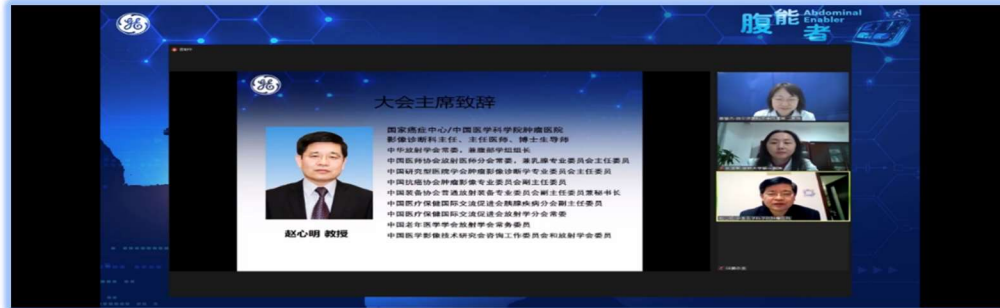 GE
腹能者
Abdominal
Enabler
GE
大会主席致辞
国家癌症中心/中国医学科学院肿瘤医院
影像诊断科主任、主任医师、博士生导师
中华放射学会常委，兼腹部学组组长
中国医师协会放射医师分会常委，兼乳腺专业委员会主任委员
中国研究型医院学会肿瘤影像诊断学专业委员会主任委员
中国抗癌协会肿瘤影像专业委员会副主任委员
中国装备协会普通放射装备专业委员会副主任委员兼秘书长
中国医疗保健国际交流促进会胰腺疾病分会副主任委员
中国医疗保健国际交流促进会放射学分会常委
中国老年医学学会放射学会常务委员
中国医学影像技术研究会咨询工作委员会和放射学会委员
赵心明 教授